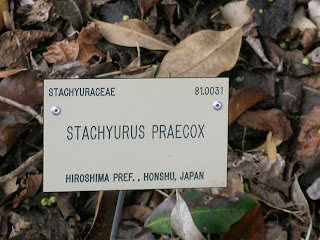 STACHYURACEAE 81.0031
STACHYURUS PRAECOX
HIROSHIMA PREF., HONSHU, JAPAN